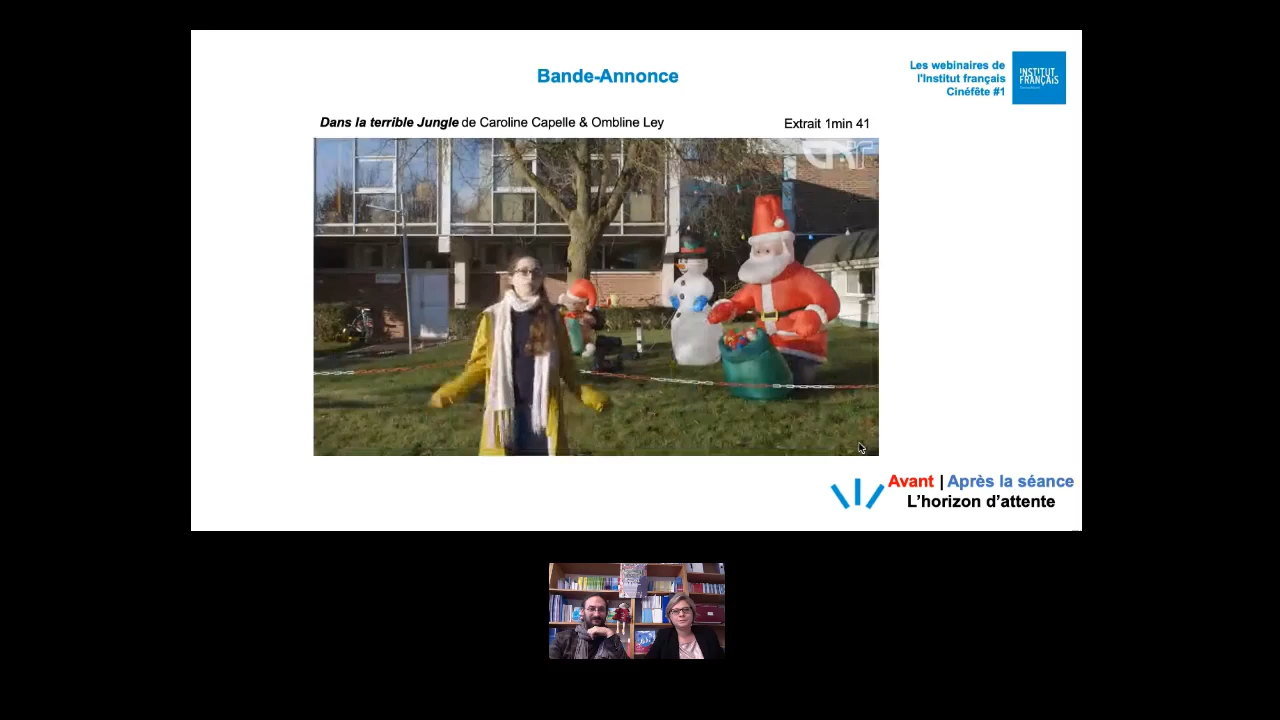 Bande-Annonce
Les webinaires de
l'Institut français
Cinéfête #1
INSTITUT
FRANÇAIS
Dans la terrible Jungle de Caroline Capelle & Ombline Ley
Extrait 1min 41
Avant | Après la séance
L'horizon d'attente